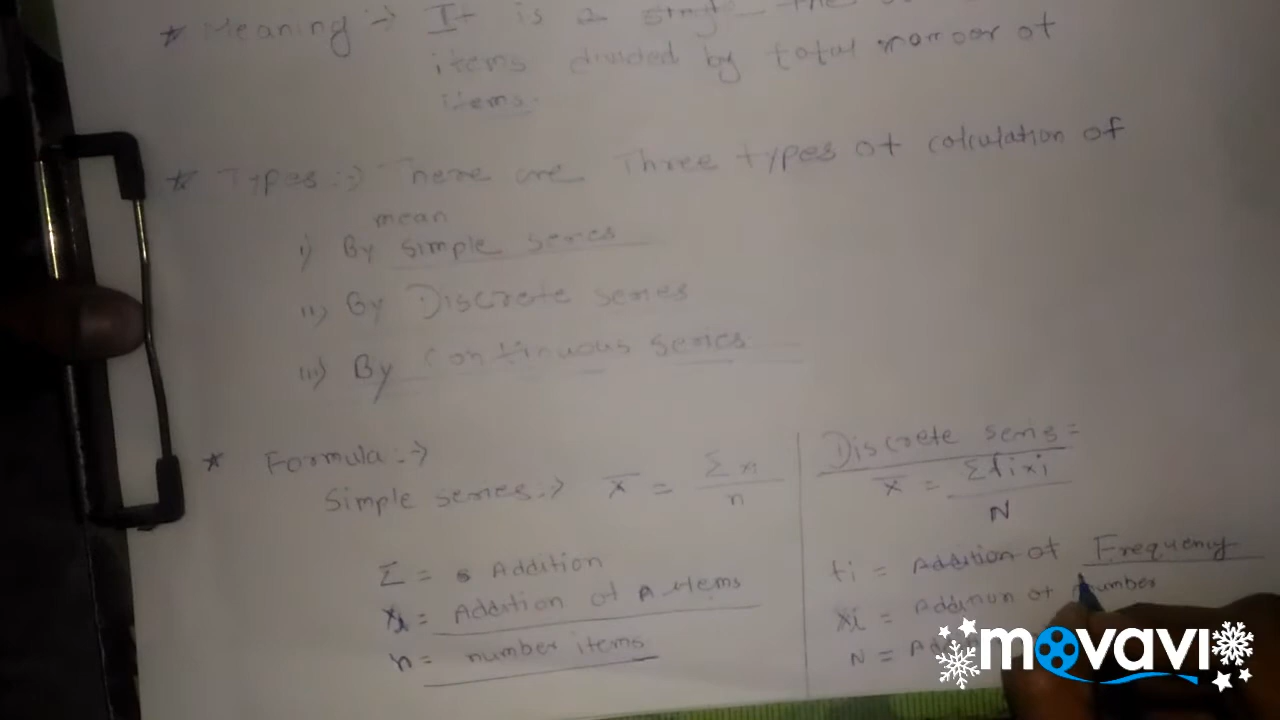 * Meaning :-> It is a the
items divided by total of
items.
* Types :-> There are Three types of calculation of
mean
i) By simple series
ii) By Discrete series
iii) By continuous series
* Formula :->
Simple series :-> x̄ = Σxi / n
Σ = Addition
xi = Addition of A items
n = number items
Discrete seris =
x̄ = Σfixi / N
fi = Addition of Frequency
xi = Addition of number
N =
movavi